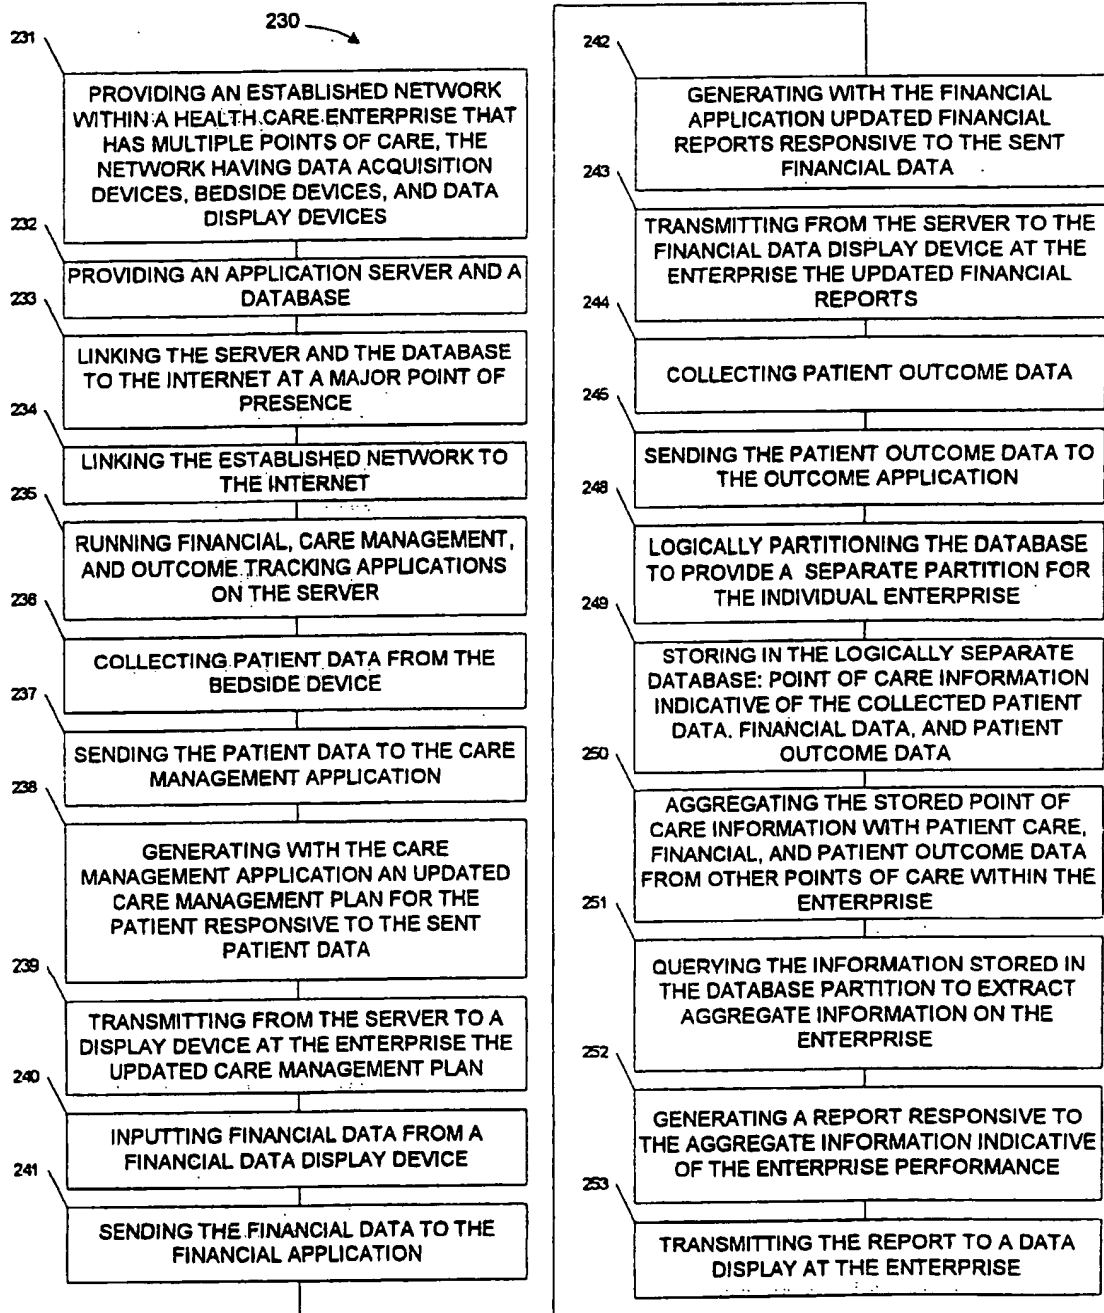 230
231
PROVIDING AN ESTABLISHED NETWORK
WITHIN A HEALTH CARE ENTERPRISE THAT
HAS MULTIPLE POINTS OF CARE, THE
NETWORK HAVING DATA ACQUISITION
DEVICES, BEDSIDE DEVICES, AND DATA
DISPLAY DEVICES
232
PROVIDING AN APPLICATION SERVER AND A
DATABASE
233
LINKING THE SERVER AND THE DATABASE
TO THE INTERNET AT A MAJOR POINT OF
PRESENCE
234
LINKING THE ESTABLISHED NETWORK TO
THE INTERNET
235
RUNNING FINANCIAL, CARE MANAGEMENT,
AND OUTCOME TRACKING APPLICATIONS
ON THE SERVER
236
COLLECTING PATIENT DATA FROM THE
BEDSIDE DEVICE
237
SENDING THE PATIENT DATA TO THE CARE
MANAGEMENT APPLICATION
238
GENERATING WITH THE CARE
MANAGEMENT APPLICATION AN UPDATED
CARE MANAGEMENT PLAN FOR THE
PATIENT RESPONSIVE TO THE SENT
PATIENT DATA
239
TRANSMITTING FROM THE SERVER TO A
DISPLAY DEVICE AT THE ENTERPRISE THE
UPDATED CARE MANAGEMENT PLAN
240
INPUTTING FINANCIAL DATA FROM A
FINANCIAL DATA DISPLAY DEVICE
241
SENDING THE FINANCIAL DATA TO THE
FINANCIAL APPLICATION
242
GENERATING WITH THE FINANCIAL
APPLICATION UPDATED FINANCIAL
REPORTS RESPONSIVE TO THE SENT
FINANCIAL DATA
243
TRANSMITTING FROM THE SERVER TO THE
FINANCIAL DATA DISPLAY DEVICE AT THE
ENTERPRISE THE UPDATED FINANCIAL
REPORTS
244
COLLECTING PATIENT OUTCOME DATA
245
SENDING THE PATIENT OUTCOME DATA TO
THE OUTCOME APPLICATION
248
LOGICALLY PARTITIONING THE DATABASE
TO PROVIDE A SEPARATE PARTITION FOR
THE INDIVIDUAL ENTERPRISE
249
STORING IN THE LOGICALLY SEPARATE
DATABASE: POINT OF CARE INFORMATION
INDICATIVE OF THE COLLECTED PATIENT
DATA, FINANCIAL DATA, AND PATIENT
OUTCOME DATA
250
AGGREGATING THE STORED POINT OF
CARE INFORMATION WITH PATIENT CARE,
FINANCIAL, AND PATIENT OUTCOME DATA
FROM OTHER POINTS OF CARE WITHIN THE
ENTERPRISE
251
QUERYING THE INFORMATION STORED IN
THE DATABASE PARTITION TO EXTRACT
AGGREGATE INFORMATION ON THE
ENTERPRISE
252
GENERATING A REPORT RESPONSIVE TO
THE AGGREGATE INFORMATION INDICATIVE
OF THE ENTERPRISE PERFORMANCE
253
TRANSMITTING THE REPORT TO A DATA
DISPLAY AT THE ENTERPRISE